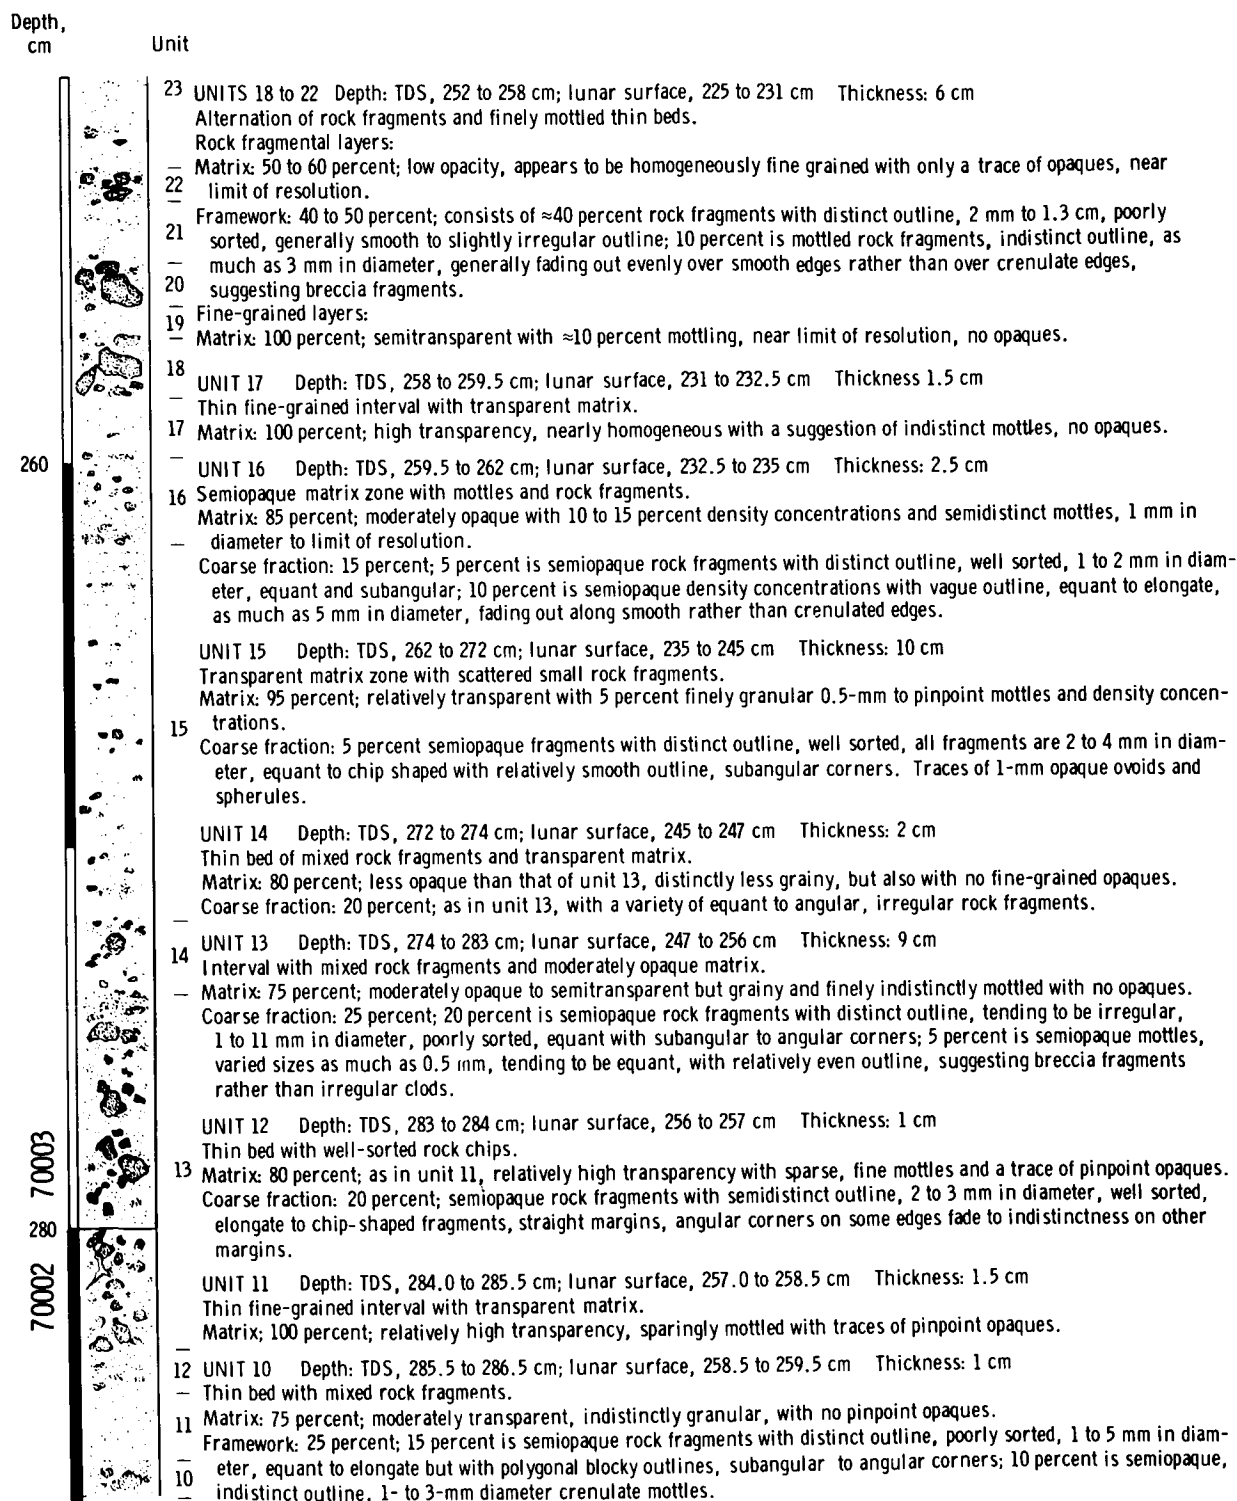 Depth,
cm
Unit
23 UNITS 18 to 22 Depth: TDS, 252 to 258 cm; lunar surface, 225 to 231 cm Thickness: 6 cm
Alternation of rock fragments and finely mottled thin beds.
Rock fragmental layers:
Matrix: 50 to 60 percent; low opacity, appears to be homogeneously fine grained with only a trace of opaques, near
22 limit of resolution.
Framework: 40 to 50 percent; consists of ≈40 percent rock fragments with distinct outline, 2 mm to 1.3 cm, poorly
21 sorted, generally smooth to slightly irregular outline; 10 percent is mottled rock fragments, indistinct outline, as
much as 3 mm in diameter, generally fading out evenly over smooth edges rather than over crenulate edges,
20 suggesting breccia fragments.
19 Fine-grained layers:
Matrix: 100 percent; semitransparent with ≈10 percent mottling, near limit of resolution, no opaques.
18 UNIT 17 Depth: TDS, 258 to 259.5 cm; lunar surface, 231 to 232.5 cm Thickness 1.5 cm
Thin fine-grained interval with transparent matrix.
17 Matrix: 100 percent; high transparency, nearly homogeneous with a suggestion of indistinct mottles, no opaques.
260 UNIT 16 Depth: TDS, 259.5 to 262 cm; lunar surface, 232.5 to 235 cm Thickness: 2.5 cm
16 Semiopaque matrix zone with mottles and rock fragments.
Matrix: 85 percent; moderately opaque with 10 to 15 percent density concentrations and semidistinct mottles, 1 mm in
diameter to limit of resolution.
Coarse fraction: 15 percent; 5 percent is semiopaque rock fragments with distinct outline, well sorted, 1 to 2 mm in diam-
eter, equant and subangular; 10 percent is semiopaque density concentrations with vague outline, equant to elongate,
as much as 5 mm in diameter, fading out along smooth rather than crenulated edges.
UNIT 15 Depth: TDS, 262 to 272 cm; lunar surface, 235 to 245 cm Thickness: 10 cm
Transparent matrix zone with scattered small rock fragments.
Matrix: 95 percent; relatively transparent with 5 percent finely granular 0.5-mm to pinpoint mottles and density concen-
15 trations.
Coarse fraction: 5 percent semiopaque fragments with distinct outline, well sorted, all fragments are 2 to 4 mm in diam-
eter, equant to chip shaped with relatively smooth outline, subangular corners. Traces of 1-mm opaque ovoids and
spherules.
UNIT 14 Depth: TDS, 272 to 274 cm; lunar surface, 245 to 247 cm Thickness: 2 cm
Thin bed of mixed rock fragments and transparent matrix.
Matrix: 80 percent; less opaque than that of unit 13, distinctly less grainy, but also with no fine-grained opaques.
Coarse fraction: 20 percent; as in unit 13, with a variety of equant to angular, irregular rock fragments.
UNIT 13 Depth: TDS, 274 to 283 cm; lunar surface, 247 to 256 cm Thickness: 9 cm
14 Interval with mixed rock fragments and moderately opaque matrix.
Matrix: 75 percent; moderately opaque to semitransparent but grainy and finely indistinctly mottled with no opaques.
Coarse fraction: 25 percent; 20 percent is semiopaque rock fragments with distinct outline, tending to be irregular,
1 to 11 mm in diameter, poorly sorted, equant with subangular to angular corners; 5 percent is semiopaque mottles,
varied sizes as much as 0.5 mm, tending to be equant, with relatively even outline, suggesting breccia fragments
rather than irregular clods.
UNIT 12 Depth: TDS, 283 to 284 cm; lunar surface, 256 to 257 cm Thickness: 1 cm
Thin bed with well-sorted rock chips.
70003
13 Matrix: 80 percent; as in unit 11, relatively high transparency with sparse, fine mottles and a trace of pinpoint opaques.
Coarse fraction: 20 percent; semiopaque rock fragments with semidistinct outline, 2 to 3 mm in diameter, well sorted,
280 elongate to chip-shaped fragments, straight margins, angular corners on some edges fade to indistinctness on other
margins.
70002
UNIT 11 Depth: TDS, 284.0 to 285.5 cm; lunar surface, 257.0 to 258.5 cm Thickness: 1.5 cm
Thin fine-grained interval with transparent matrix.
Matrix; 100 percent; relatively high transparency, sparingly mottled with traces of pinpoint opaques.
12 UNIT 10 Depth: TDS, 285.5 to 286.5 cm; lunar surface, 258.5 to 259.5 cm Thickness: 1 cm
Thin bed with mixed rock fragments.
11 Matrix: 75 percent; moderately transparent, indistinctly granular, with no pinpoint opaques.
Framework: 25 percent; 15 percent is semiopaque rock fragments with distinct outline, poorly sorted, 1 to 5 mm in diam-
10 eter, equant to elongate but with polygonal blocky outlines, subangular to angular corners; 10 percent is semiopaque,
indistinct outline, 1- to 3-mm diameter crenulate mottles.